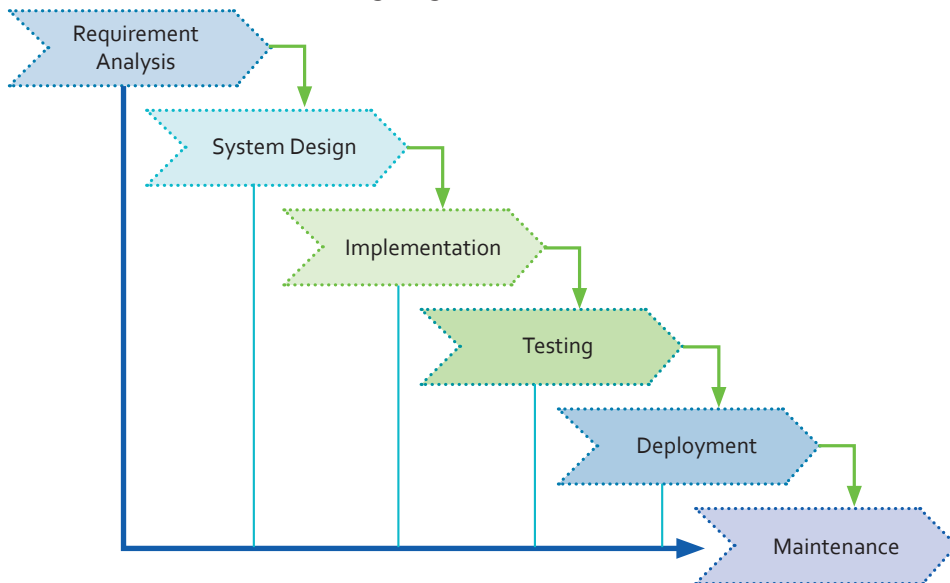 Requirement
Analysis
System Design
Implementation
Testing
Deployment
Maintenance